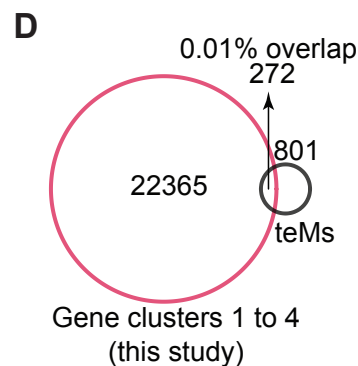 D
0.01% overlap
272
801
22365
teMs
Gene clusters 1 to 4
(this study)